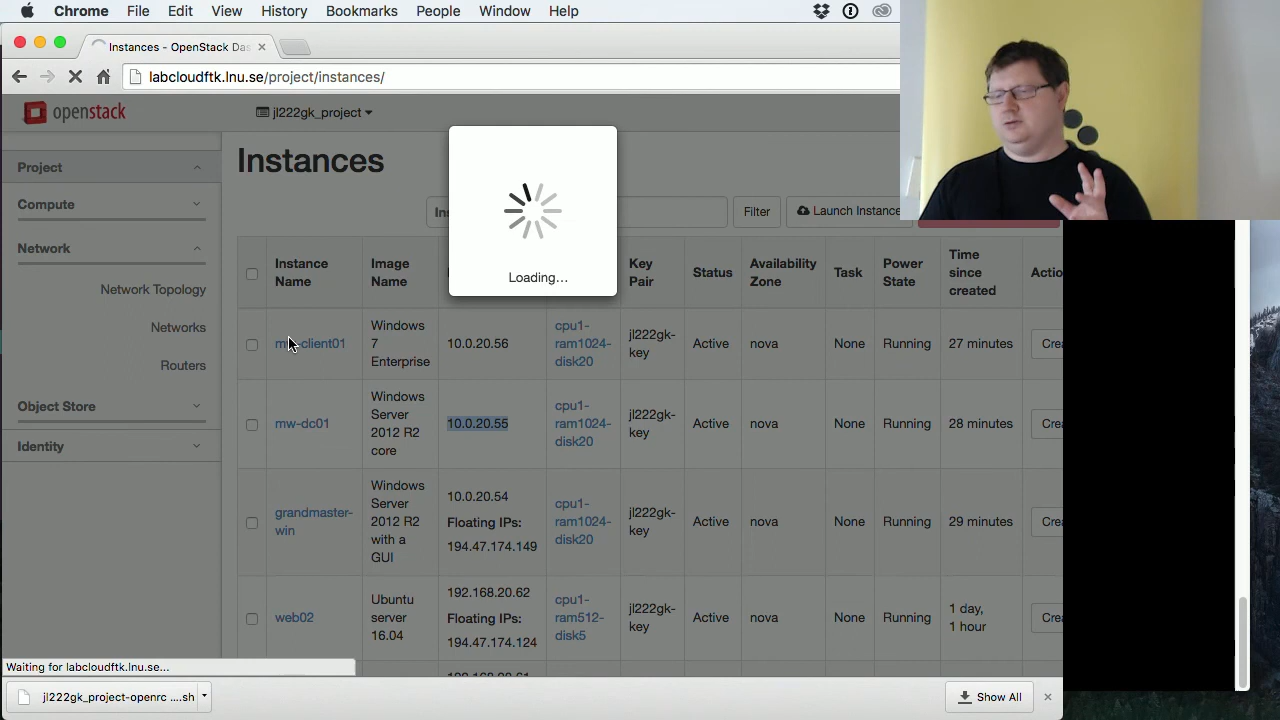 Chrome File Edit View History Bookmarks People Window Help
Instances - OpenStack Das
labcloudftk.lnu.se/project/instances/
openstack
jl222gk_project
Project
Compute
Network
Network Topology
Networks
Routers
Object Store
Identity
Instances
Filter
Launch Instance
Loading…
Instance Name
Image Name
Key Pair
Status
Availability Zone
Task
Power State
Time since created
mw-client01
Windows 7 Enterprise
10.0.20.56
cpu1-ram1024-disk20
jl222gk-key
Active
nova
None
Running
27 minutes
mw-dc01
Windows Server 2012 R2 core
10.0.20.55
cpu1-ram1024-disk20
jl222gk-key
Active
nova
None
Running
28 minutes
grandmaster-win
Windows Server 2012 R2 with a GUI
10.0.20.54
Floating IPs:
194.47.174.149
cpu1-ram1024-disk20
jl222gk-key
Active
nova
None
Running
29 minutes
web02
Ubuntu server 16.04
192.168.20.62
Floating IPs:
194.47.174.124
cpu1-ram512-disk5
jl222gk-key
Active
nova
None
Running
1 day, 1 hour
Waiting for labcloudftk.lnu.se...
jl222gk_project-openrc ....sh
Show All